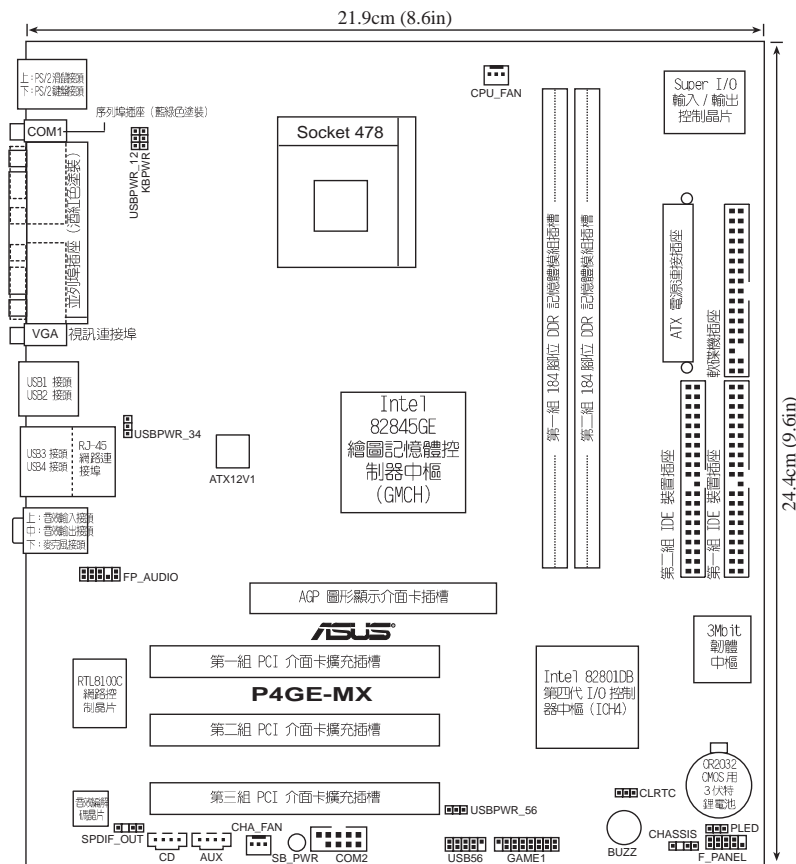 21.9cm (8.6in)
上：PS/2 滑鼠接頭
下：PS/2 鍵盤接頭
COM1
序列埠插座（藍綠色塗裝）
USBPWR_12
KBPWR
Socket 478
CPU_FAN
Super I/O
輸入 / 輸出
控制晶片
並列埠插座（酒紅色塗裝）
第一組 184 腳位 DDR 記憶體模組插槽
第二組 184 腳位 DDR 記憶體模組插槽
ATX 電源連接插座
軟碟機插座
VGA
視訊連接埠
USB1 接頭
USB2 接頭
USBPWR_34
USB3 接頭
USB4 接頭
RJ-45
網路連
接埠
ATX12V1
Intel
82845GE
繪圖記憶體控
制器中樞
(GMCH)
第二組 IDE 裝置插座
第一組 IDE 裝置插座
24.4cm (9.6in)
上：音效輸入接頭
中：音效輸出接頭
下：麥克風接頭
FP_AUDIO
AGP 圖形顯示介面卡插槽
ASUS®
第一組 PCI 介面卡擴充插槽
P4GE-MX
RTL8100C
網路控
制晶片
Intel 82801DB
第四代 I/O 控制
器中樞 (ICH4)
3Mbit
韌體
中樞
第二組 PCI 介面卡擴充插槽
第三組 PCI 介面卡擴充插槽
CR2032
CMOS 用
3 伏特
鋰電池
音效編解
碼晶片
SPDIF_OUT
CD
AUX
CHA_FAN
SB_PWR
COM2
USBPWR_56
USB56
GAME1
CLRTC
BUZZ
CHASSIS
PLED
F_PANEL